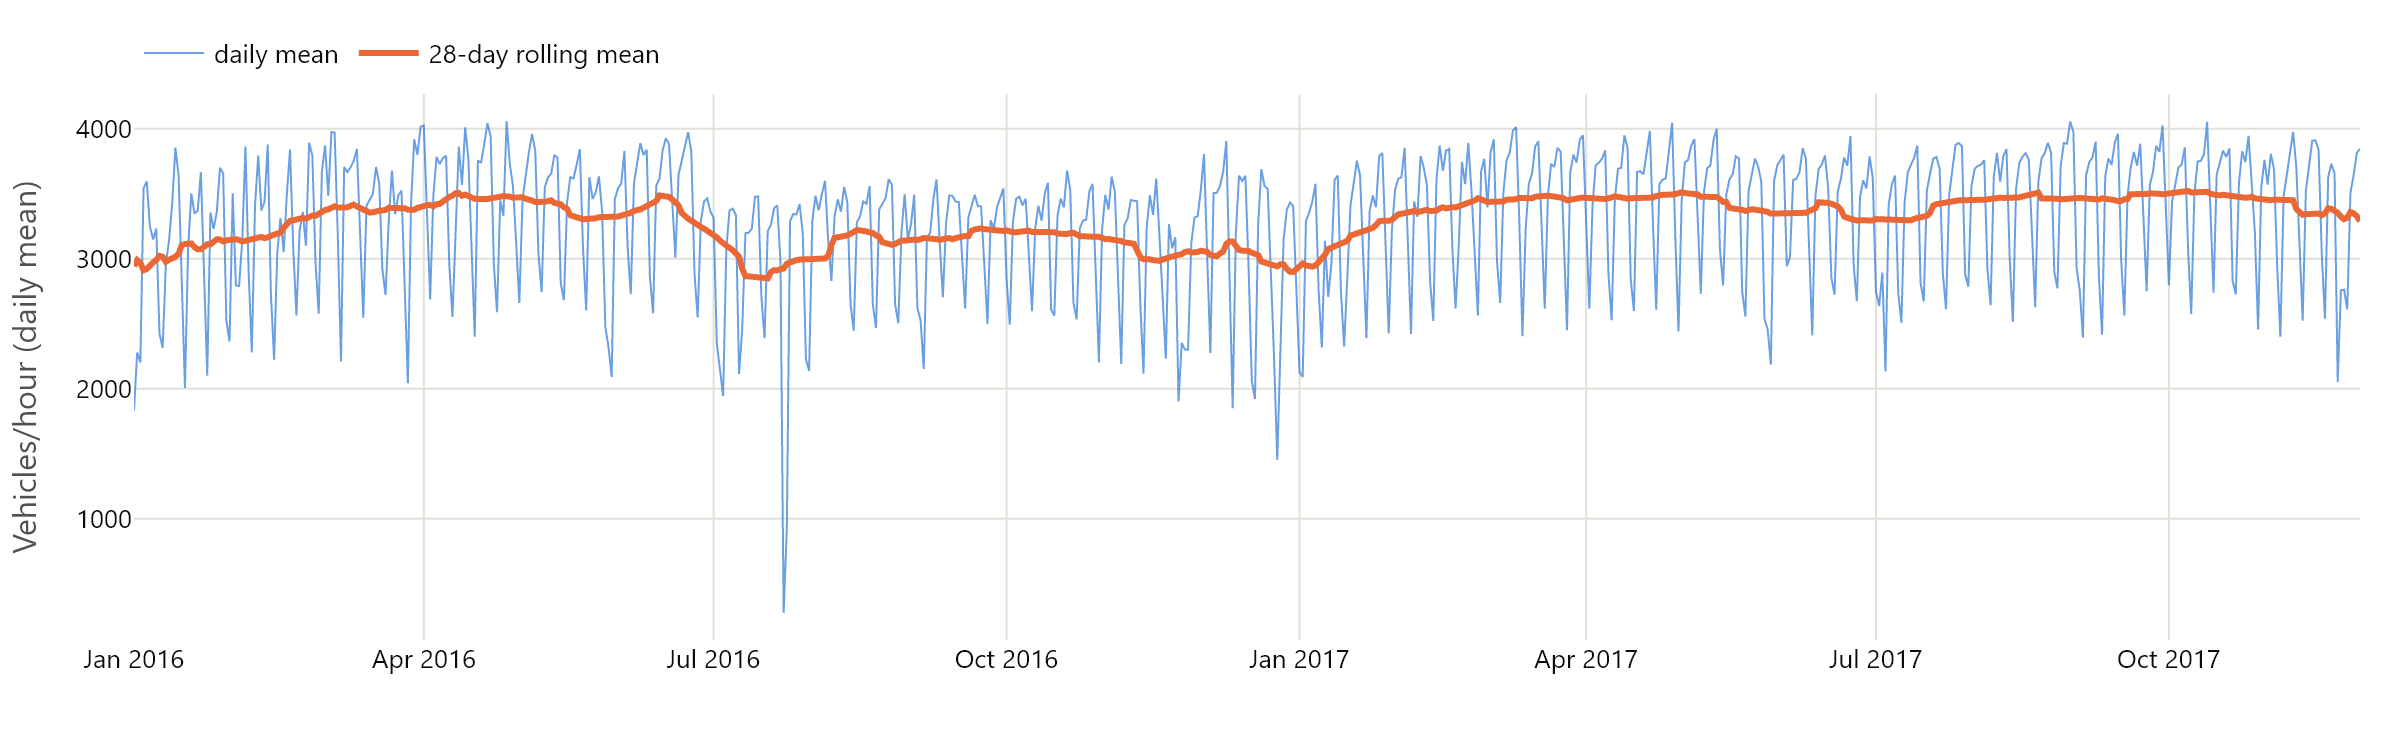 daily mean 28-day rolling mean
Vehicles/hour (daily mean)
4000
3000
2000
1000
Jan 2016 Apr 2016 Jul 2016 Oct 2016 Jan 2017 Apr 2017 Jul 2017 Oct 2017